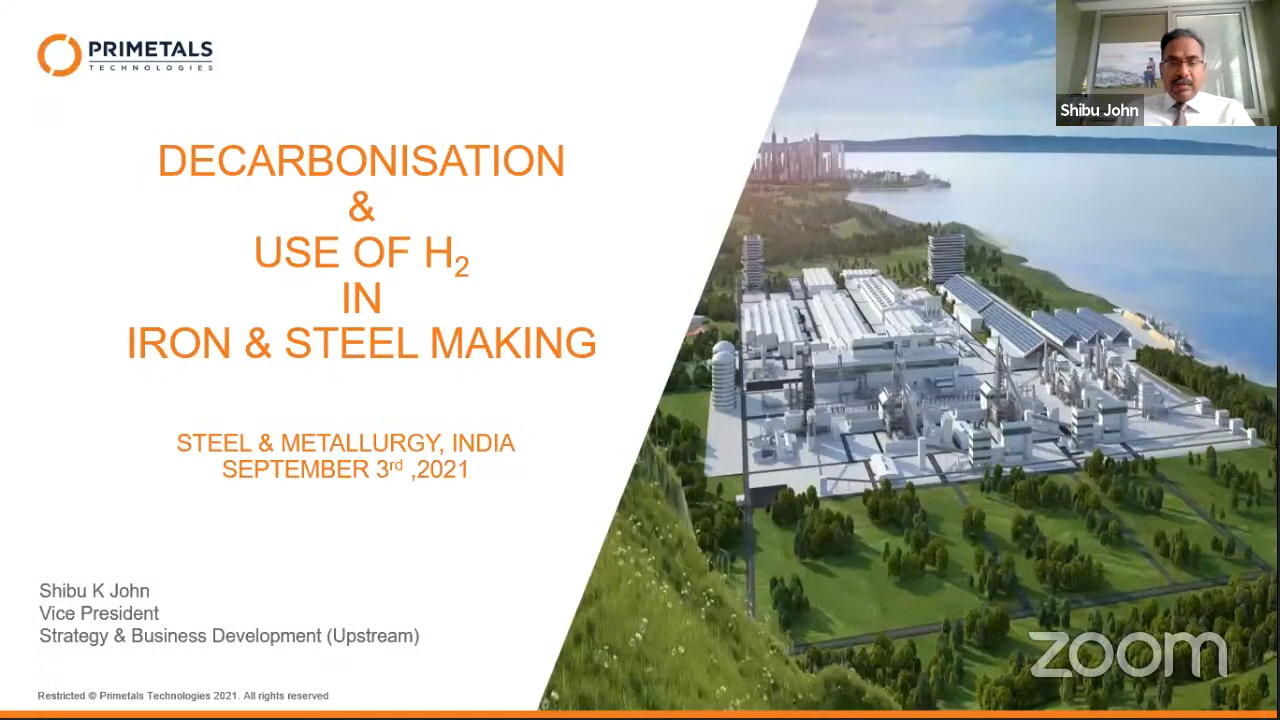 PRIMETALS
TECHNOLOGIES
Shibu John
DECARBONISATION
&
USE OF H₂
IN
IRON & STEEL MAKING
STEEL & METALLURGY, INDIA
SEPTEMBER 3rd ,2021
Shibu K John
Vice President
Strategy & Business Development (Upstream)
zoom
Restricted © Primetals Technologies 2021. All rights reserved.